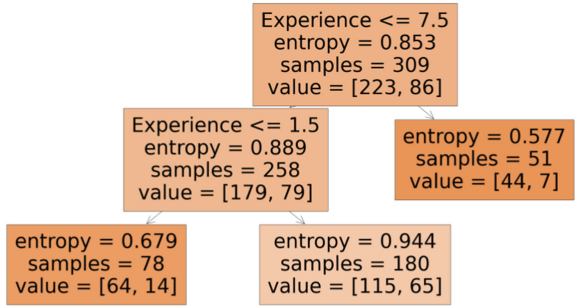 Experience <= 7.5
entropy = 0.853
samples = 309
value = [223, 86]
Experience <= 1.5
entropy = 0.889
samples = 258
value = [179, 79]
entropy = 0.577
samples = 51
value = [44, 7]
entropy = 0.679
samples = 78
value = [64, 14]
entropy = 0.944
samples = 180
value = [115, 65]